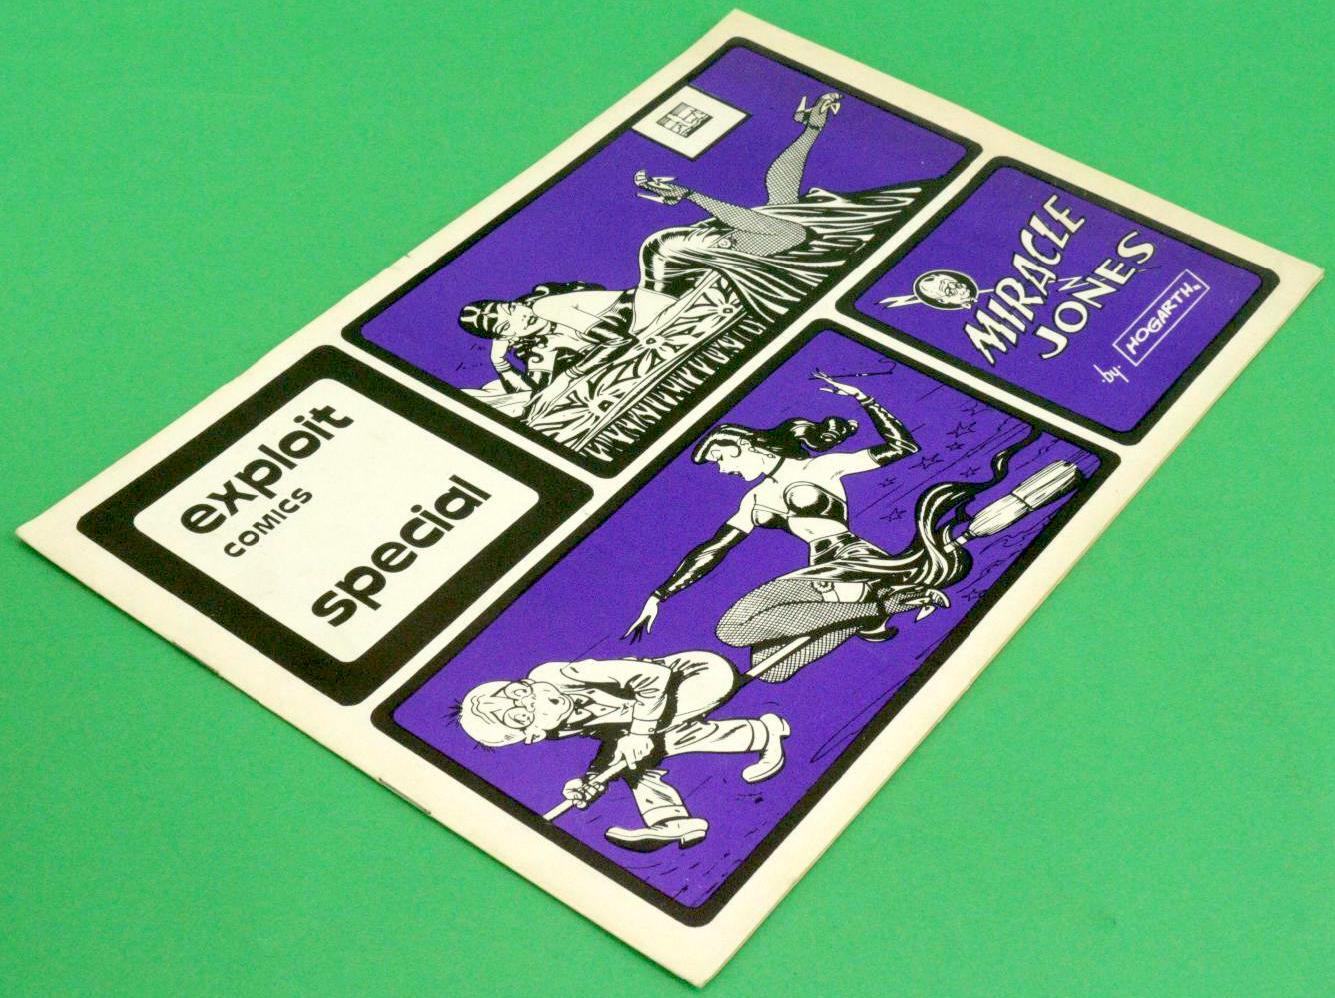 exploit
COMICS
special
MIRACLE
JONES
by
HOGARTH.